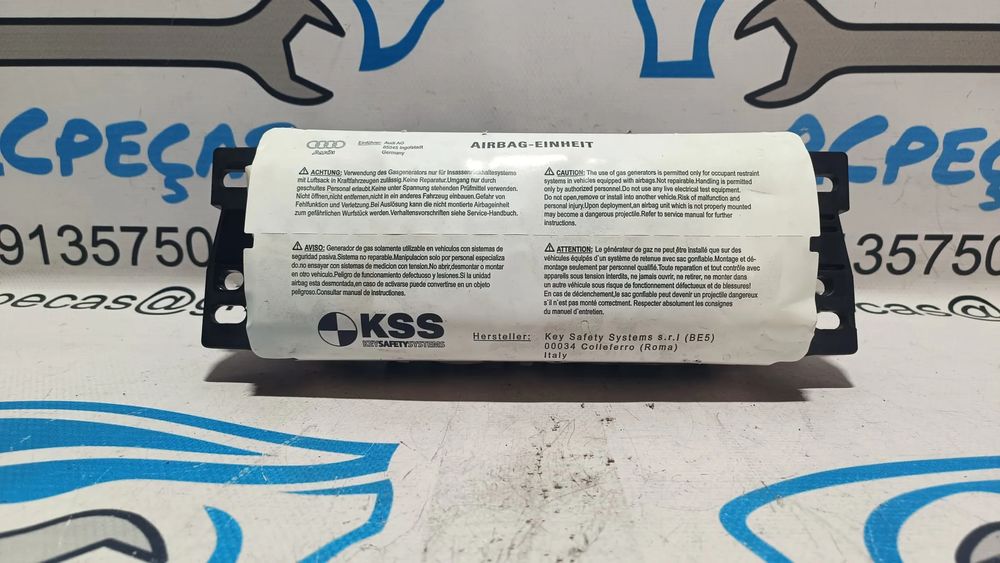 CPEÇAS
ACPEÇAS
913575
9135750
pecas@g
ecas@g
Audi
Einführer: Audi AG
85045 Ingolstadt
Germany
AIRBAG-EINHEIT
⚠ ACHTUNG: Verwendung des Gasgenerators nur für Insassenrückhaltesystems
mit Luftsack in Kraftfahrzeugen zulässig.Keine Reparatur.Umgang nur durch
geschultes Personal erlaubt.Keine unter Spannung stehenden Prüfmittel verwenden.
Nicht öffnen,nicht entfernen,nicht in ein anderes Fahrzeug einbauen.Gefahr von
Fehlfunktion und Verletzung.Bei Auslösung kann die nicht montierte Airbageinheit
zum gefährlichen Wurfstück werden.Verhaltensvorschriften siehe Service-Handbuch.
⚠ CAUTION: The use of gas generators is permitted only for occupant restraint
systems in vehicles equipped with airbags.Not repairable.Handling is permitted
only by authorized personnel.Do not use any live electrical test equipment.
Do not open,remove or install into another vehicle.Risk of malfunction and
personal injury.Upon deployment,an airbag unit which is not properly mounted
may become a dangerous projectile.Refer to service manual for further
instructions.
⚠ AVISO: Generador de gas solamente utilizable en vehiculos con sistemas de
seguridad pasiva.Sistema no reparable.Manipulacion solo por personal especializa
do.no ensayar con sistemas de medicion con tension.No abrir,desmontar o montar
en otro vehiculo.Peligro de funcionamiento defectuoso y lesiones.Si la unidad
airbag esta desmontada,en caso de activarse puede convertirse en un objeto
peligroso.Consultar manual de instrucciones.
⚠ ATTENTION: Le générateur de gaz ne peut être installé que sur des
véhicules équipés d'un système de retenue avec sac gonflable.Montage et dé-
montage seulement par personnel qualifié.Toute reparation et tout contrôle avec
appareils sous tension interdits, ne jamais ouvrir, ne retirer, ne monter dans
un autre véhicule sous risque de fonctionnement défectueux et de blessures!
En cas de déclenchement,le sac gonflable peut devenir un projectile dangereux
s'il n'est pas monté correctment. Respecter absolument les consignes
du manuel d'entretien.
KSS
KEYSAFETYSYSTEMS
Hersteller: Key Safety Systems s.r.l (BE5)
00034 Colleferro (Roma)
Italy